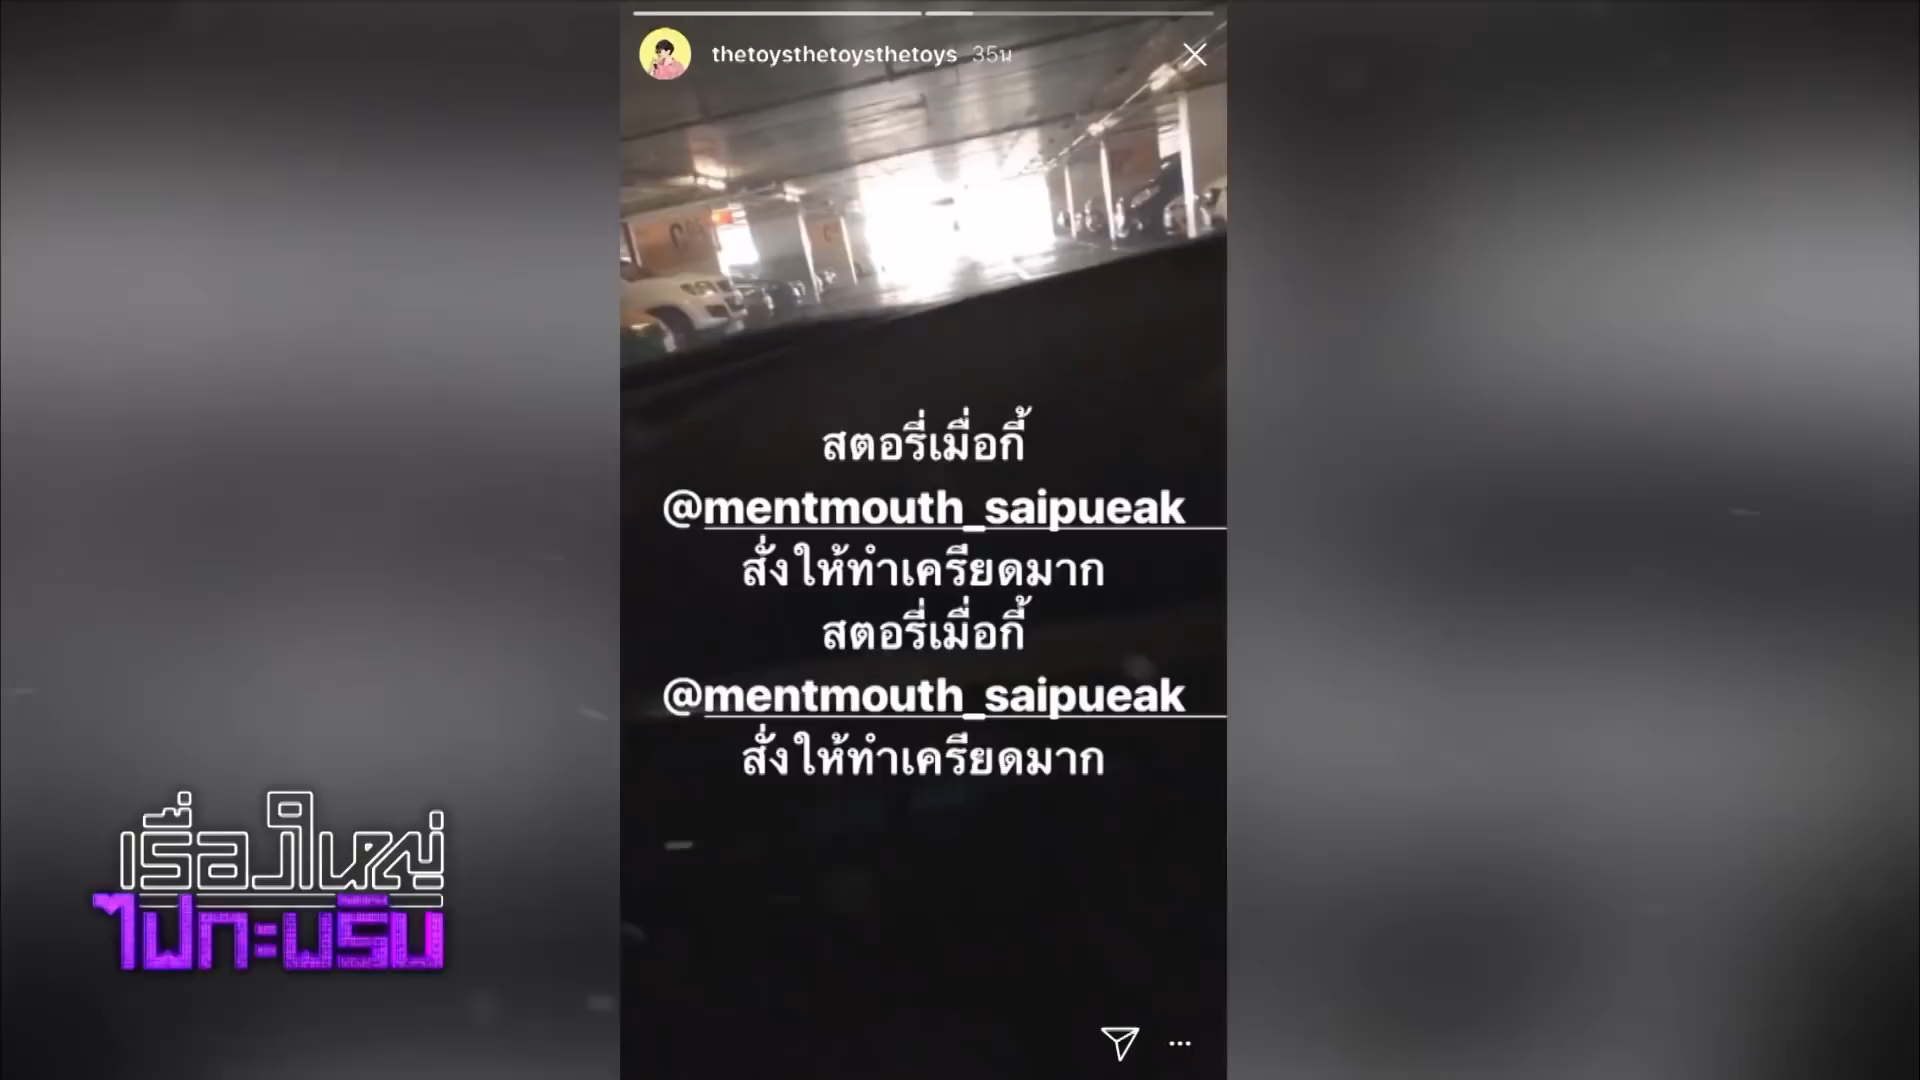 thetoysthetoysthetoys 35น
สตอรี่เมื่อกี้
@mentmouth_saipueak
สั่งให้ทำเครียดมาก
สตอรี่เมื่อกี้
@mentmouth_saipueak
สั่งให้ทำเครียดมาก
เรื่องใหญ่
ไฟกะพริบ